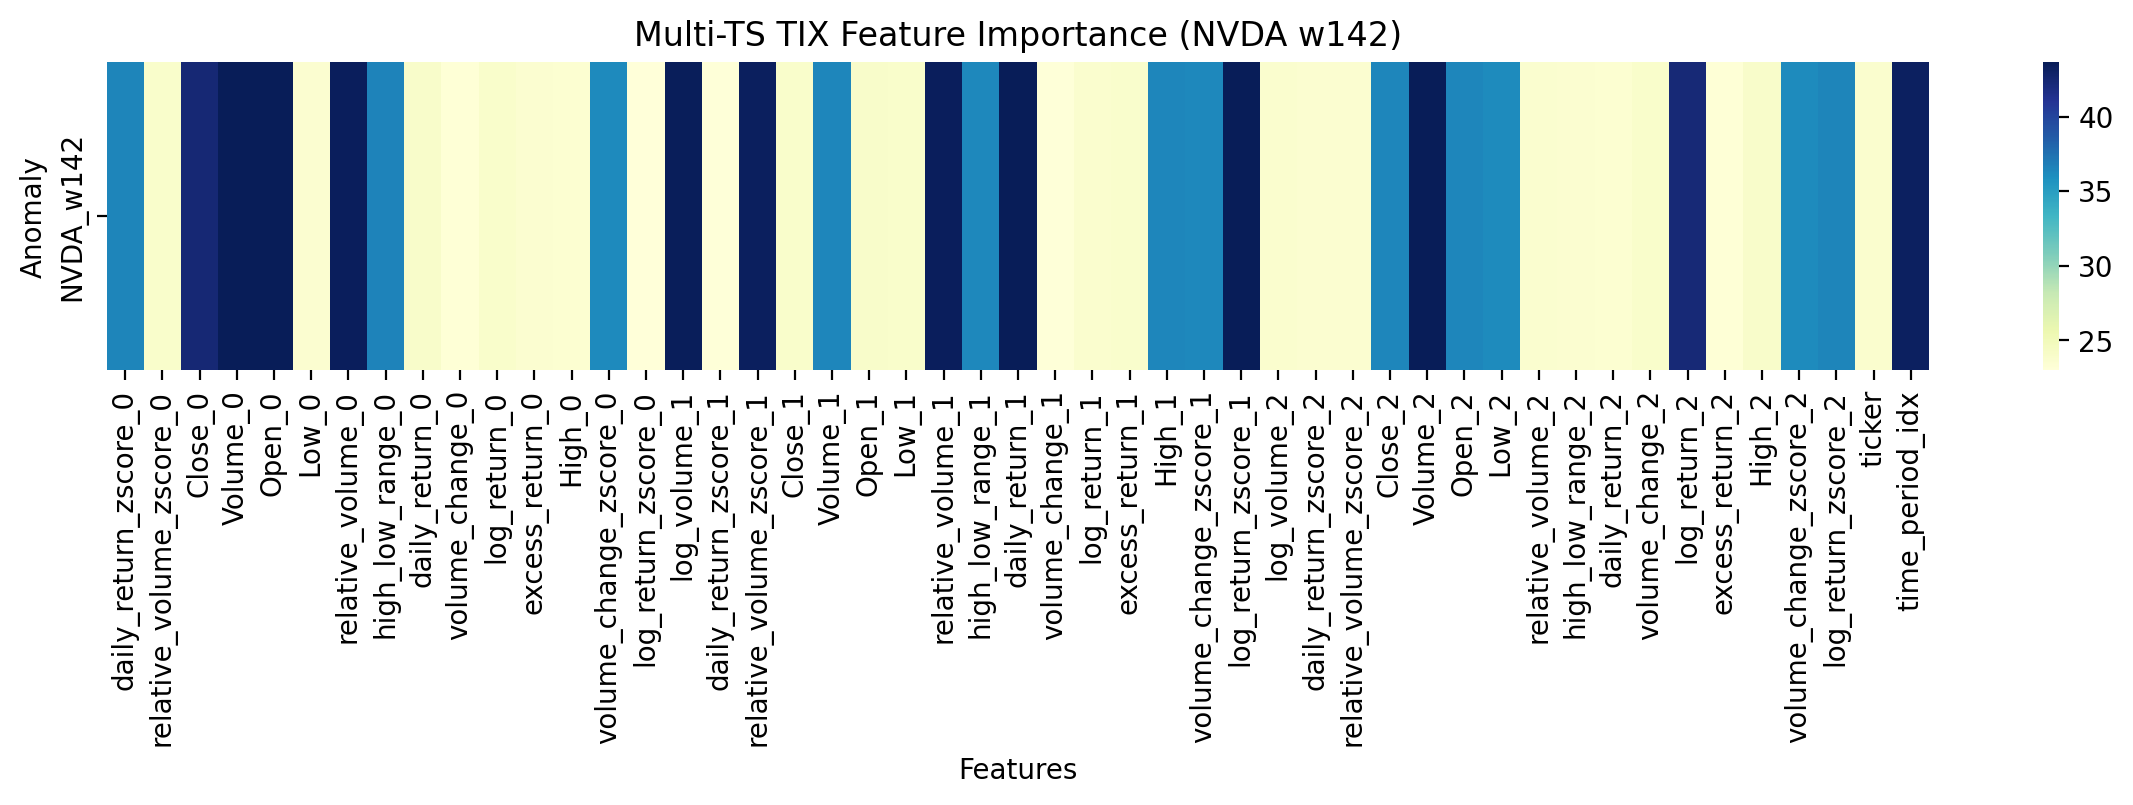 Multi-TS TIX Feature Importance (NVDA w142)
Anomaly
NVDA_w142
40
35
30
25
daily_return_zscore_0
relative_volume_zscore_0
Close_0
Volume_0
Open_0
Low_0
relative_volume_0
high_low_range_0
daily_return_0
volume_change_0
log_return_0
excess_return_0
High_0
volume_change_zscore_0
log_return_zscore_0
log_volume_1
daily_return_zscore_1
relative_volume_zscore_1
Close_1
Volume_1
Open_1
Low_1
relative_volume_1
high_low_range_1
daily_return_1
volume_change_1
log_return_1
excess_return_1
High_1
volume_change_zscore_1
log_return_zscore_1
log_volume_2
daily_return_zscore_2
relative_volume_zscore_2
Close_2
Volume_2
Open_2
Low_2
relative_volume_2
high_low_range_2
daily_return_2
volume_change_2
log_return_2
excess_return_2
High_2
volume_change_zscore_2
log_return_zscore_2
ticker
time_period_idx
Features